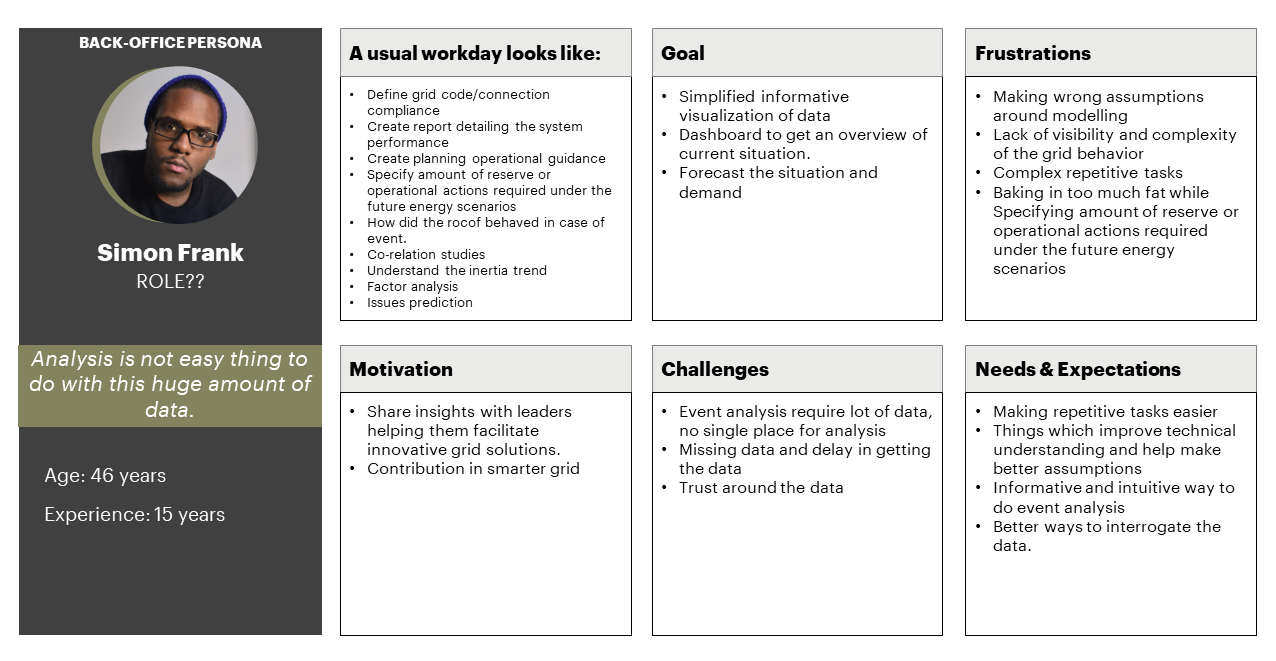 BACK-OFFICE PERSONA
Simon Frank
ROLE??
Analysis is not easy thing to
do with this huge amount of
data.
Age: 46 years
Experience: 15 years
A usual workday looks like:
• Define grid code/connection
compliance
• Create report detailing the system
performance
• Create planning operational guidance
• Specify amount of reserve or
operational actions required under the
future energy scenarios
• How did the rocof behaved in case of
event.
• Co-relation studies
• Understand the inertia trend
• Factor analysis
• Issues prediction
Goal
• Simplified informative
visualization of data
• Dashboard to get an overview of
current situation.
• Forecast the situation and
demand
Frustrations
• Making wrong assumptions
around modelling
• Lack of visibility and complexity
of the grid behavior
• Complex repetitive tasks
• Baking in too much fat while
Specifying amount of reserve or
operational actions required
under the future energy
scenarios
Motivation
• Share insights with leaders
helping them facilitate
innovative grid solutions.
• Contribution in smarter grid
Challenges
• Event analysis require lot of data,
no single place for analysis
• Missing data and delay in getting
the data
• Trust around the data
Needs & Expectations
• Making repetitive tasks easier
• Things which improve technical
understanding and help make
better assumptions
• Informative and intuitive way to
do event analysis
• Better ways to interrogate the
data.